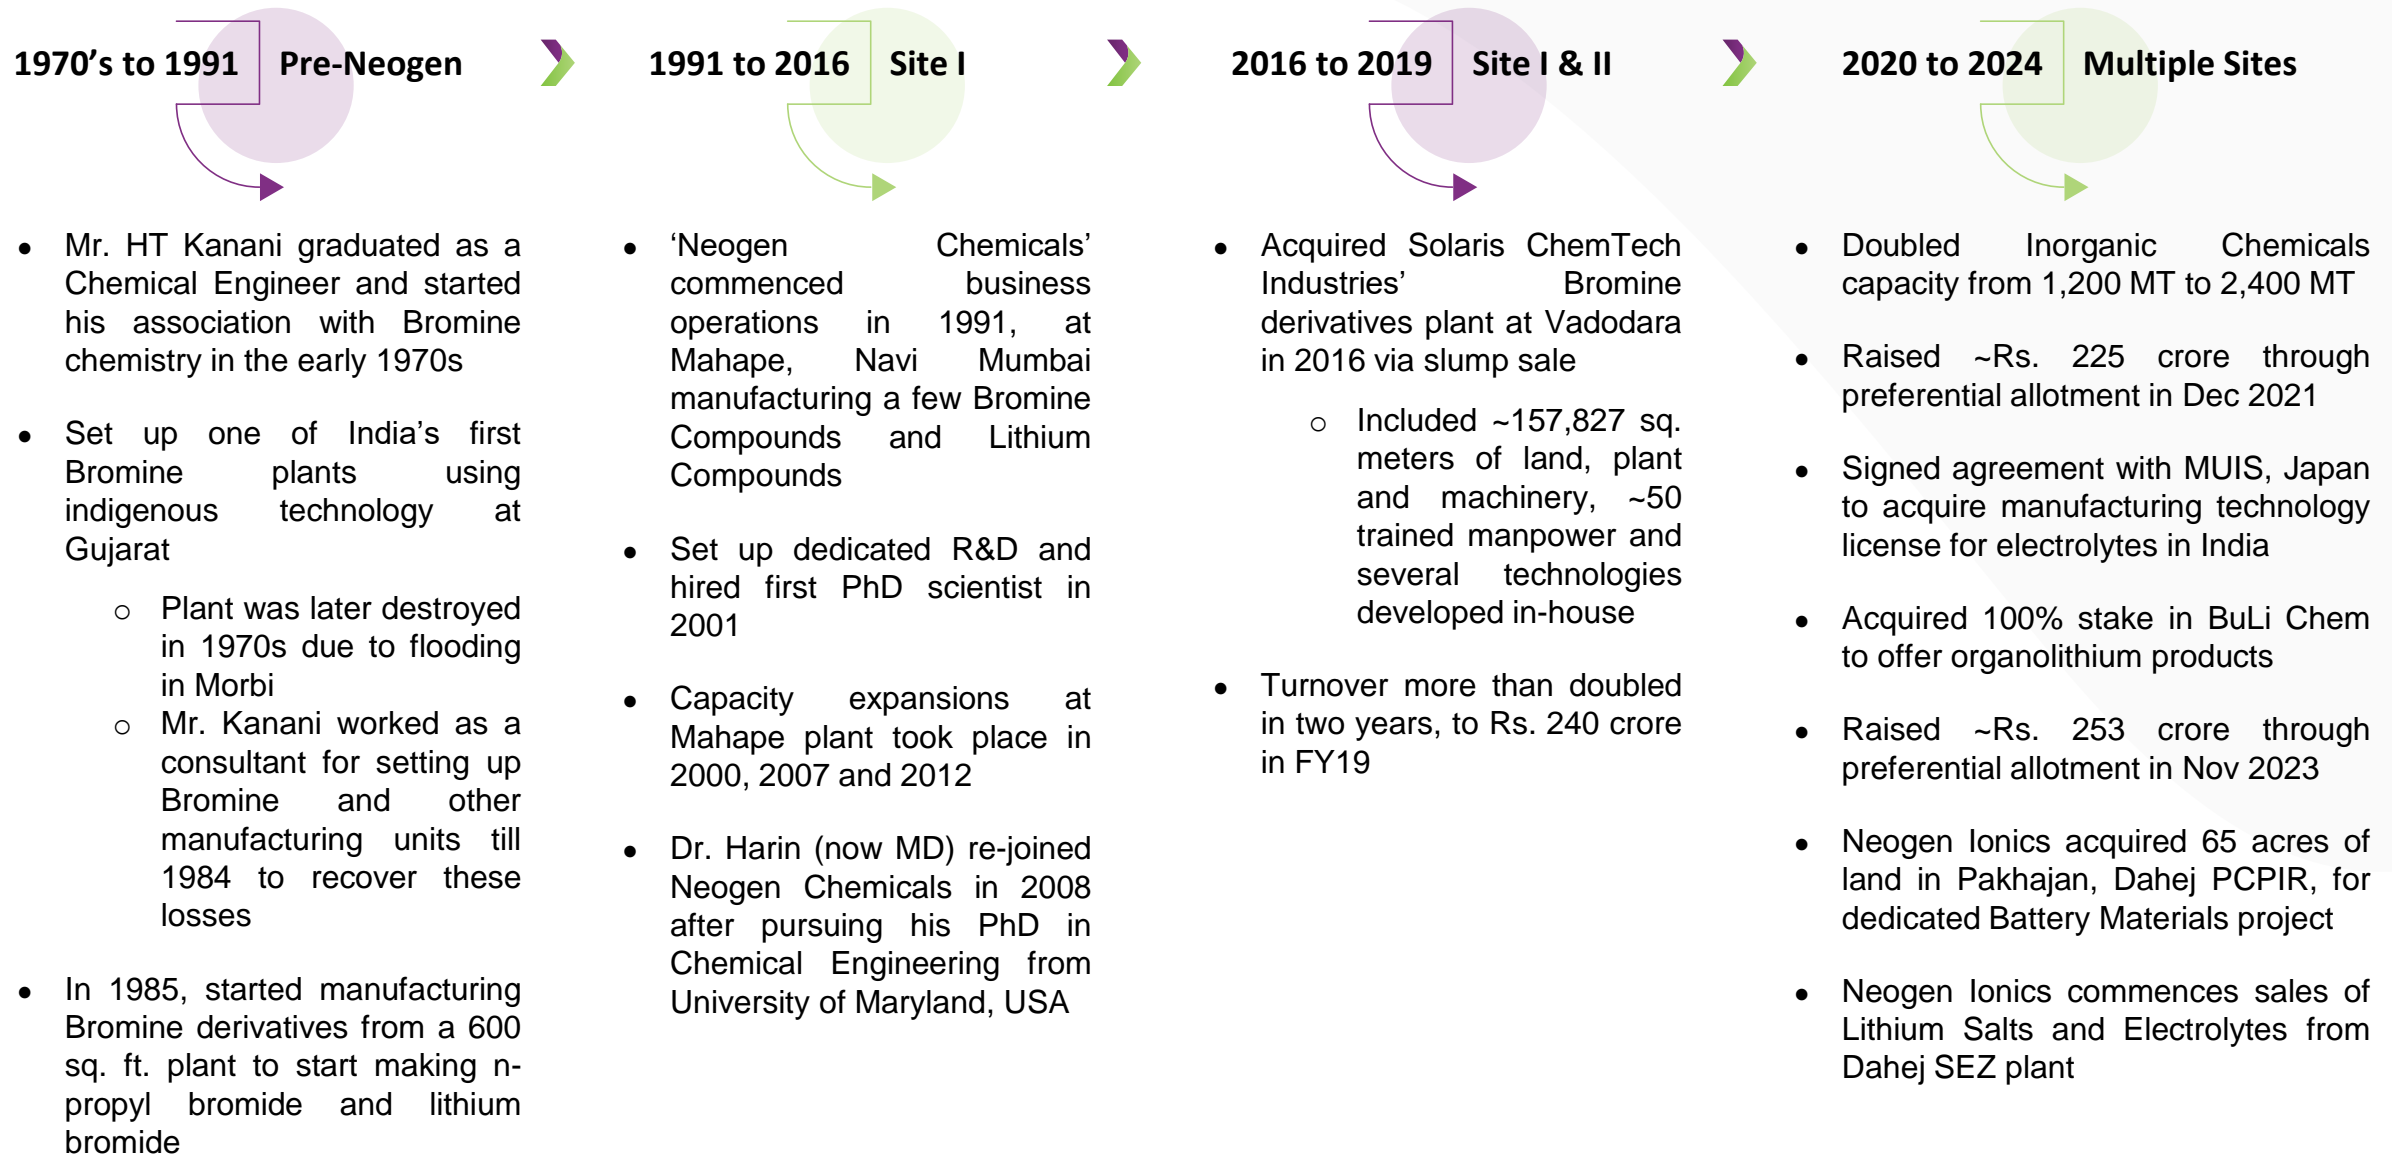 1970’s to 1991 Pre-Neogen
• Mr. HT Kanani graduated as a
Chemical Engineer and started
his association with Bromine
chemistry in the early 1970s
• Set up one of India’s first
Bromine plants using
indigenous technology at
Gujarat
o Plant was later destroyed
in 1970s due to flooding
in Morbi
o Mr. Kanani worked as a
consultant for setting up
Bromine and other
manufacturing units till
1984 to recover these
losses
• In 1985, started manufacturing
Bromine derivatives from a 600
sq. ft. plant to start making n-
propyl bromide and lithium
bromide
1991 to 2016 Site I
• ‘Neogen Chemicals’
commenced business
operations in 1991, at
Mahape, Navi Mumbai
manufacturing a few Bromine
Compounds and Lithium
Compounds
• Set up dedicated R&D and
hired first PhD scientist in
2001
• Capacity expansions at
Mahape plant took place in
2000, 2007 and 2012
• Dr. Harin (now MD) re-joined
Neogen Chemicals in 2008
after pursuing his PhD in
Chemical Engineering from
University of Maryland, USA
2016 to 2019 Site I & II
• Acquired Solaris ChemTech
Industries’ Bromine
derivatives plant at Vadodara
in 2016 via slump sale
o Included ~157,827 sq.
meters of land, plant
and machinery, ~50
trained manpower and
several technologies
developed in-house
• Turnover more than doubled
in two years, to Rs. 240 crore
in FY19
2020 to 2024 Multiple Sites
• Doubled Inorganic Chemicals
capacity from 1,200 MT to 2,400 MT
• Raised ~Rs. 225 crore through
preferential allotment in Dec 2021
• Signed agreement with MUIS, Japan
to acquire manufacturing technology
license for electrolytes in India
• Acquired 100% stake in BuLi Chem
to offer organolithium products
• Raised ~Rs. 253 crore through
preferential allotment in Nov 2023
• Neogen Ionics acquired 65 acres of
land in Pakhajan, Dahej PCPIR, for
dedicated Battery Materials project
• Neogen Ionics commences sales of
Lithium Salts and Electrolytes from
Dahej SEZ plant